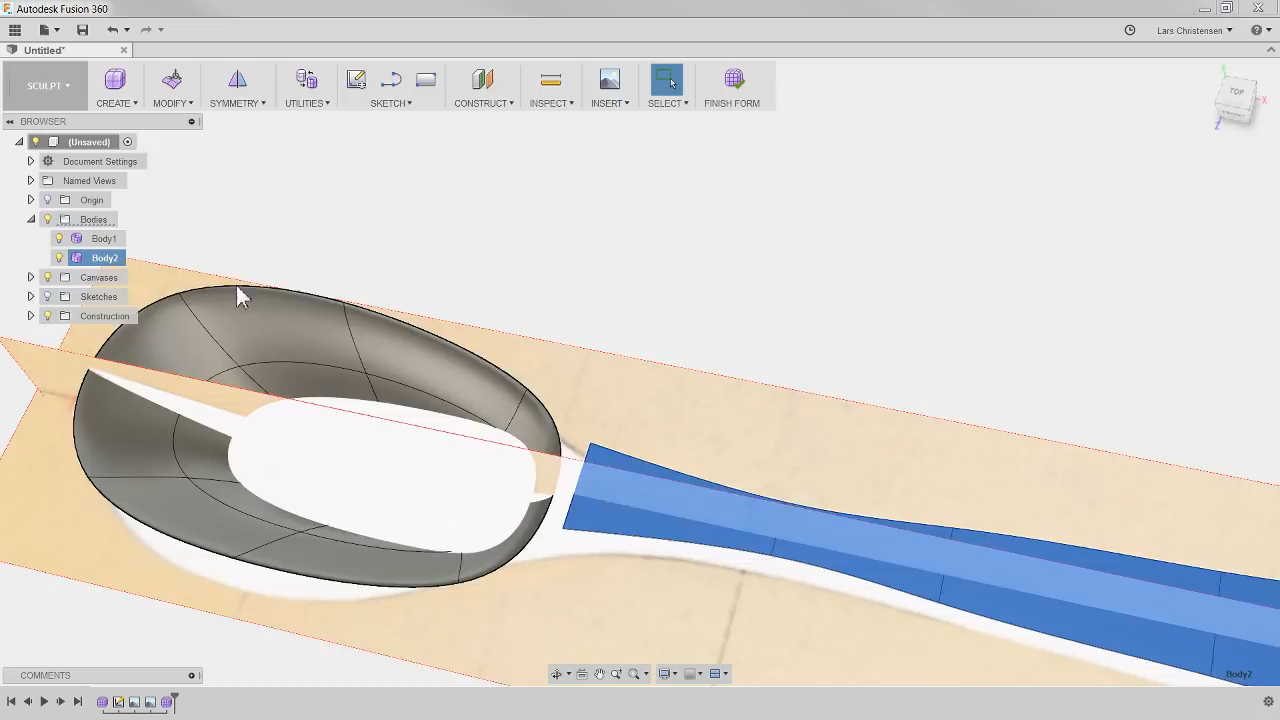 Autodesk Fusion 360
Lars Christensen
Untitled*
SCULPT
CREATE
MODIFY
SYMMETRY
UTILITIES
SKETCH
CONSTRUCT
INSPECT
INSERT
SELECT
FINISH FORM
TOP
FRONT
X
Y
Z
BROWSER
(Unsaved)
Document Settings
Named Views
Origin
Bodies
Body1
Body2
Canvases
Sketches
Construction
COMMENTS
Body2